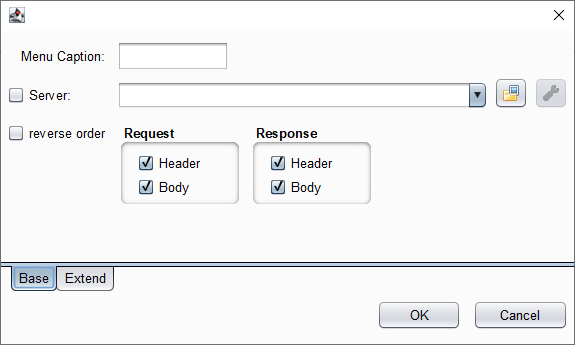 Menu Caption:
Server:
reverse order
Request
Response
Header
Header
Body
Body
Base
Extend
OK
Cancel